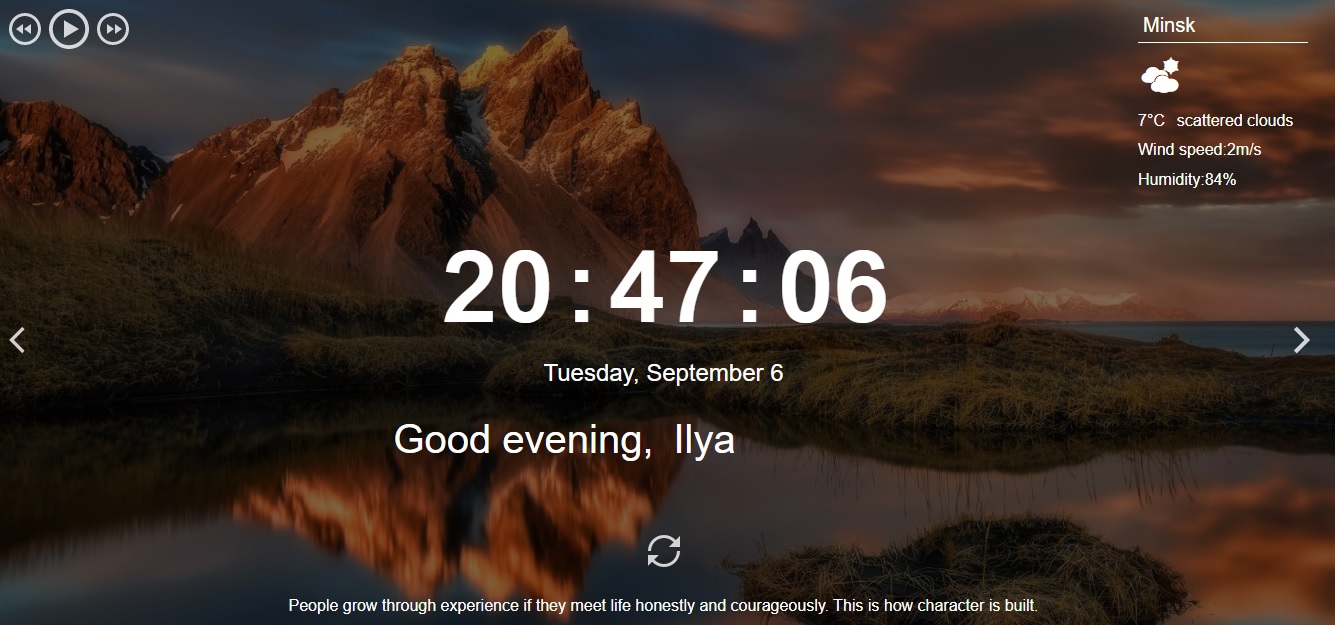 Minsk
7°C scattered clouds
Wind speed:2m/s
Humidity:84%
20:47:06
Tuesday, September 6
Good evening, Ilya
People grow through experience if they meet life honestly and courageously. This is how character is built.